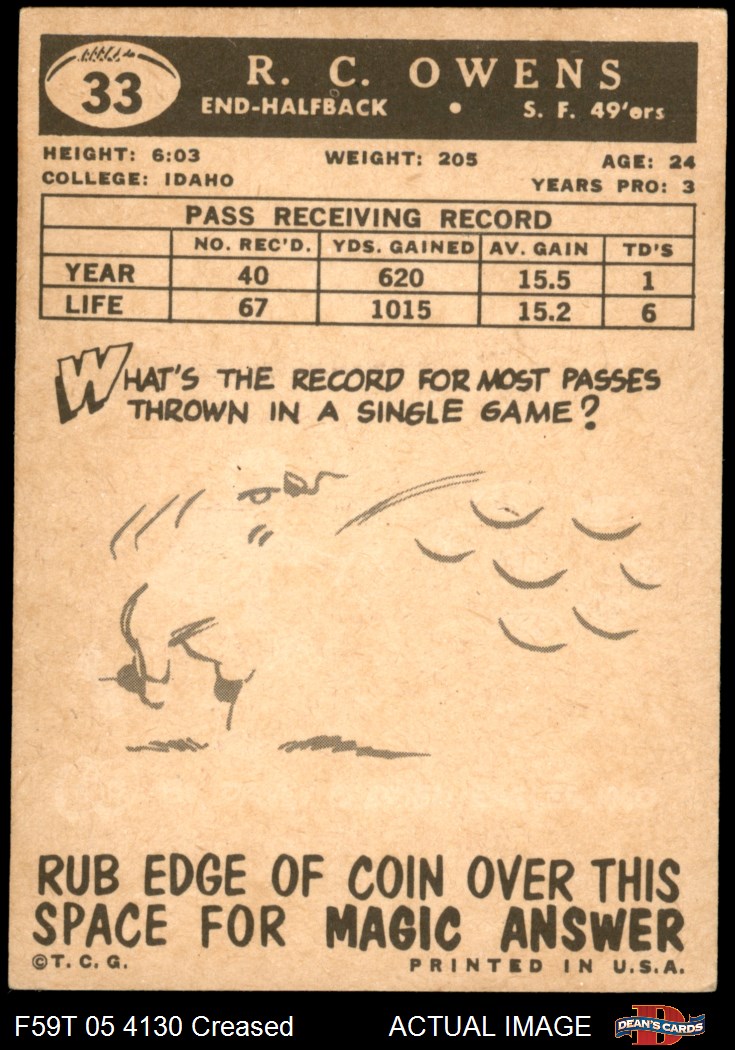 33
R. C. OWENS
END-HALFBACK • S. F. 49'ers
HEIGHT: 6:03 WEIGHT: 205 AGE: 24
COLLEGE: IDAHO YEARS PRO: 3
PASS RECEIVING RECORD
NO. REC'D. YDS. GAINED AV. GAIN TD'S
YEAR 40 620 15.5 1
LIFE 67 1015 15.2 6
WHAT'S THE RECORD FOR MOST PASSES
THROWN IN A SINGLE GAME?
RUB EDGE OF COIN OVER THIS
SPACE FOR MAGIC ANSWER
©T. C. G. PRINTED IN U.S.A.
F59T 05 4130 Creased ACTUAL IMAGE DEAN'S CARDS